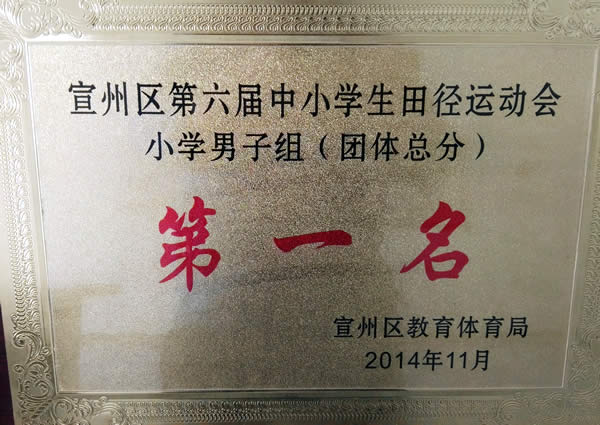 宣州区第六届中小学生田径运动会
小学男子组（团体总分）
第一名
宣州区教育体育局
2014年11月